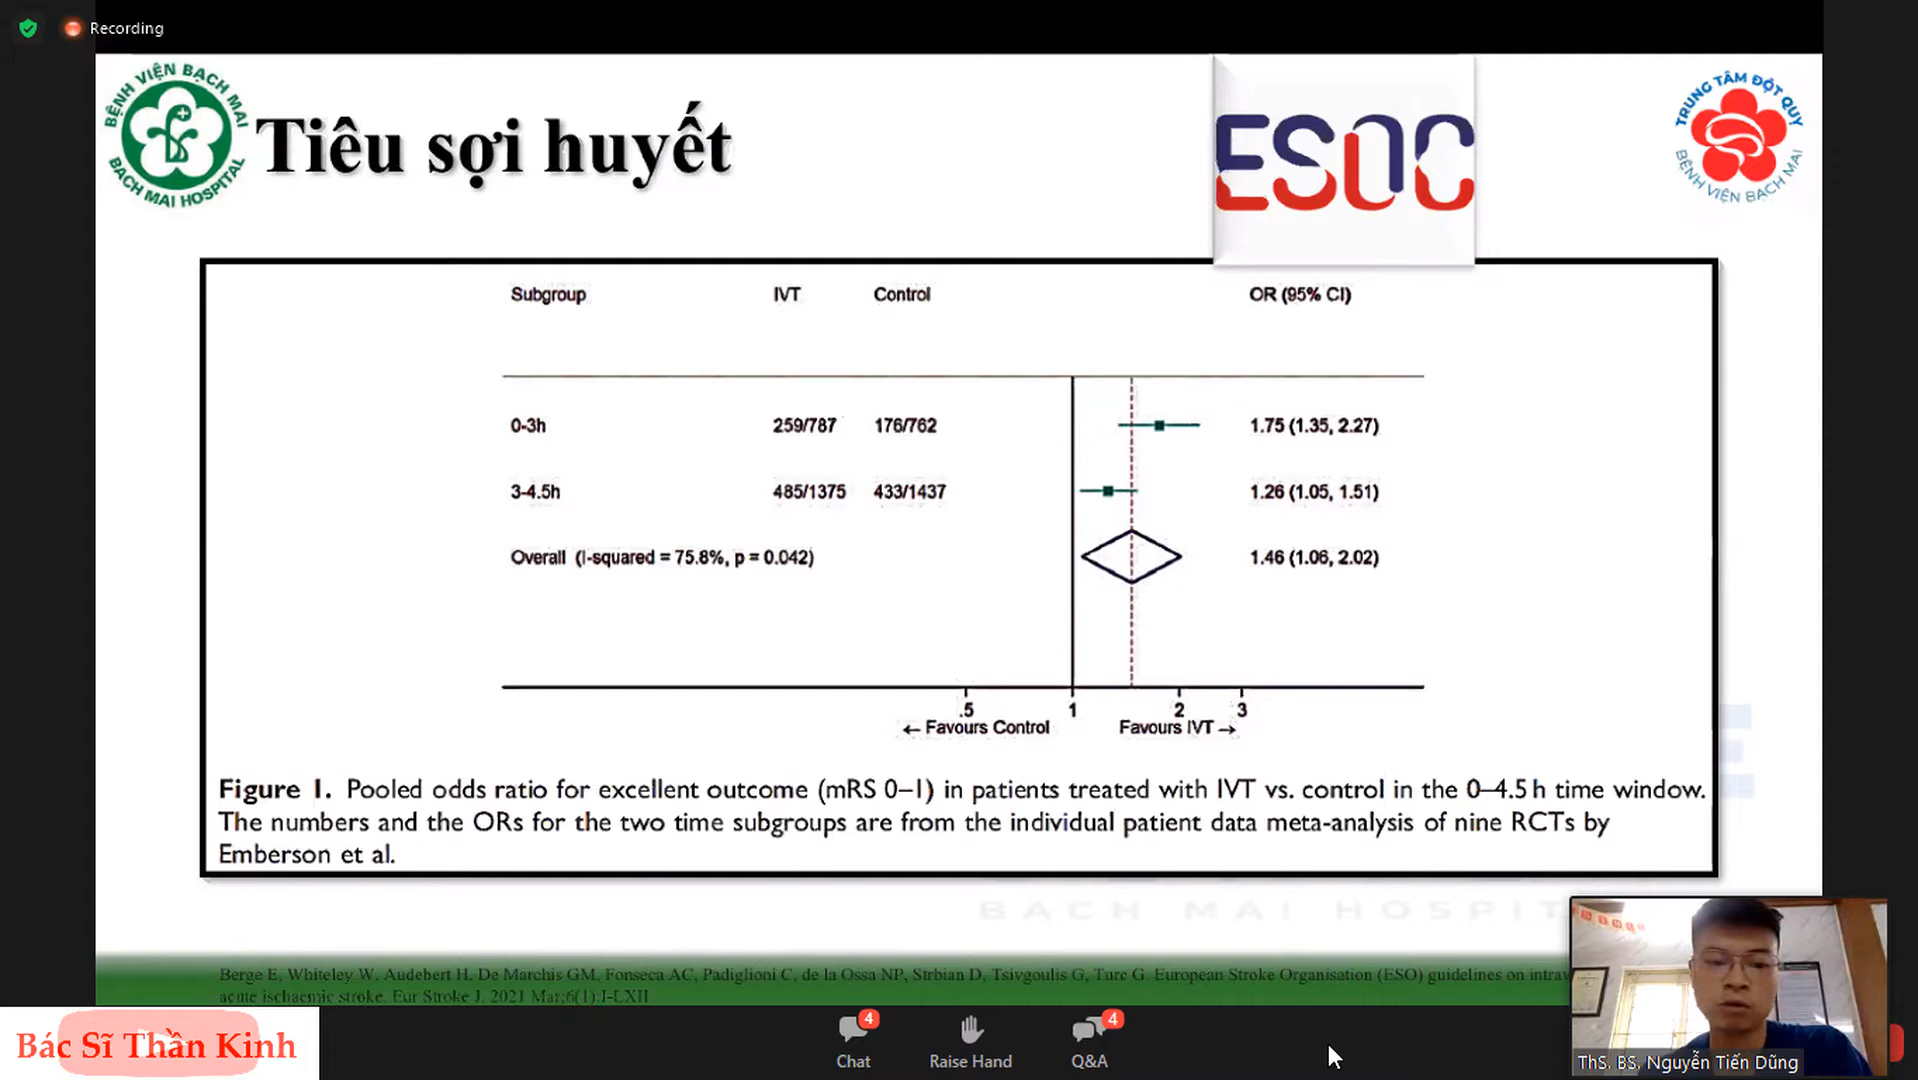 Recording
BỆNH VIỆN BẠCH MAI
BACH MAI HOSPITAL
Tiêu sợi huyết
ESOC
TRUNG TÂM ĐỘT QUỴ
BỆNH VIỆN BẠCH MAI
Subgroup IVT Control OR (95% CI)
0-3h 259/787 176/762 1.75 (1.35, 2.27)
3-4.5h 485/1375 433/1437 1.26 (1.05, 1.51)
Overall (I-squared = 75.8%, p = 0.042) 1.46 (1.06, 2.02)
.5 1 2 3
← Favours Control Favours IVT →
Figure 1. Pooled odds ratio for excellent outcome (mRS 0–1) in patients treated with IVT vs. control in the 0–4.5 h time window.
The numbers and the ORs for the two time subgroups are from the individual patient data meta-analysis of nine RCTs by
Emberson et al.
BACH MAI HOSPIT
Berge E, Whiteley W, Audebert H, De Marchis GM, Fonseca AC, Padiglioni C, de la Ossa NP, Strbian D, Tsivgoulis G, Turc G. European Stroke Organisation (ESO) guidelines on intrav
acute ischaemic stroke. Eur Stroke J. 2021 Mar;6(1):I-LXII
Bác Sĩ Thần Kinh
4
Chat
Raise Hand
4
Q&A
ThS. BS. Nguyễn Tiến Dũng